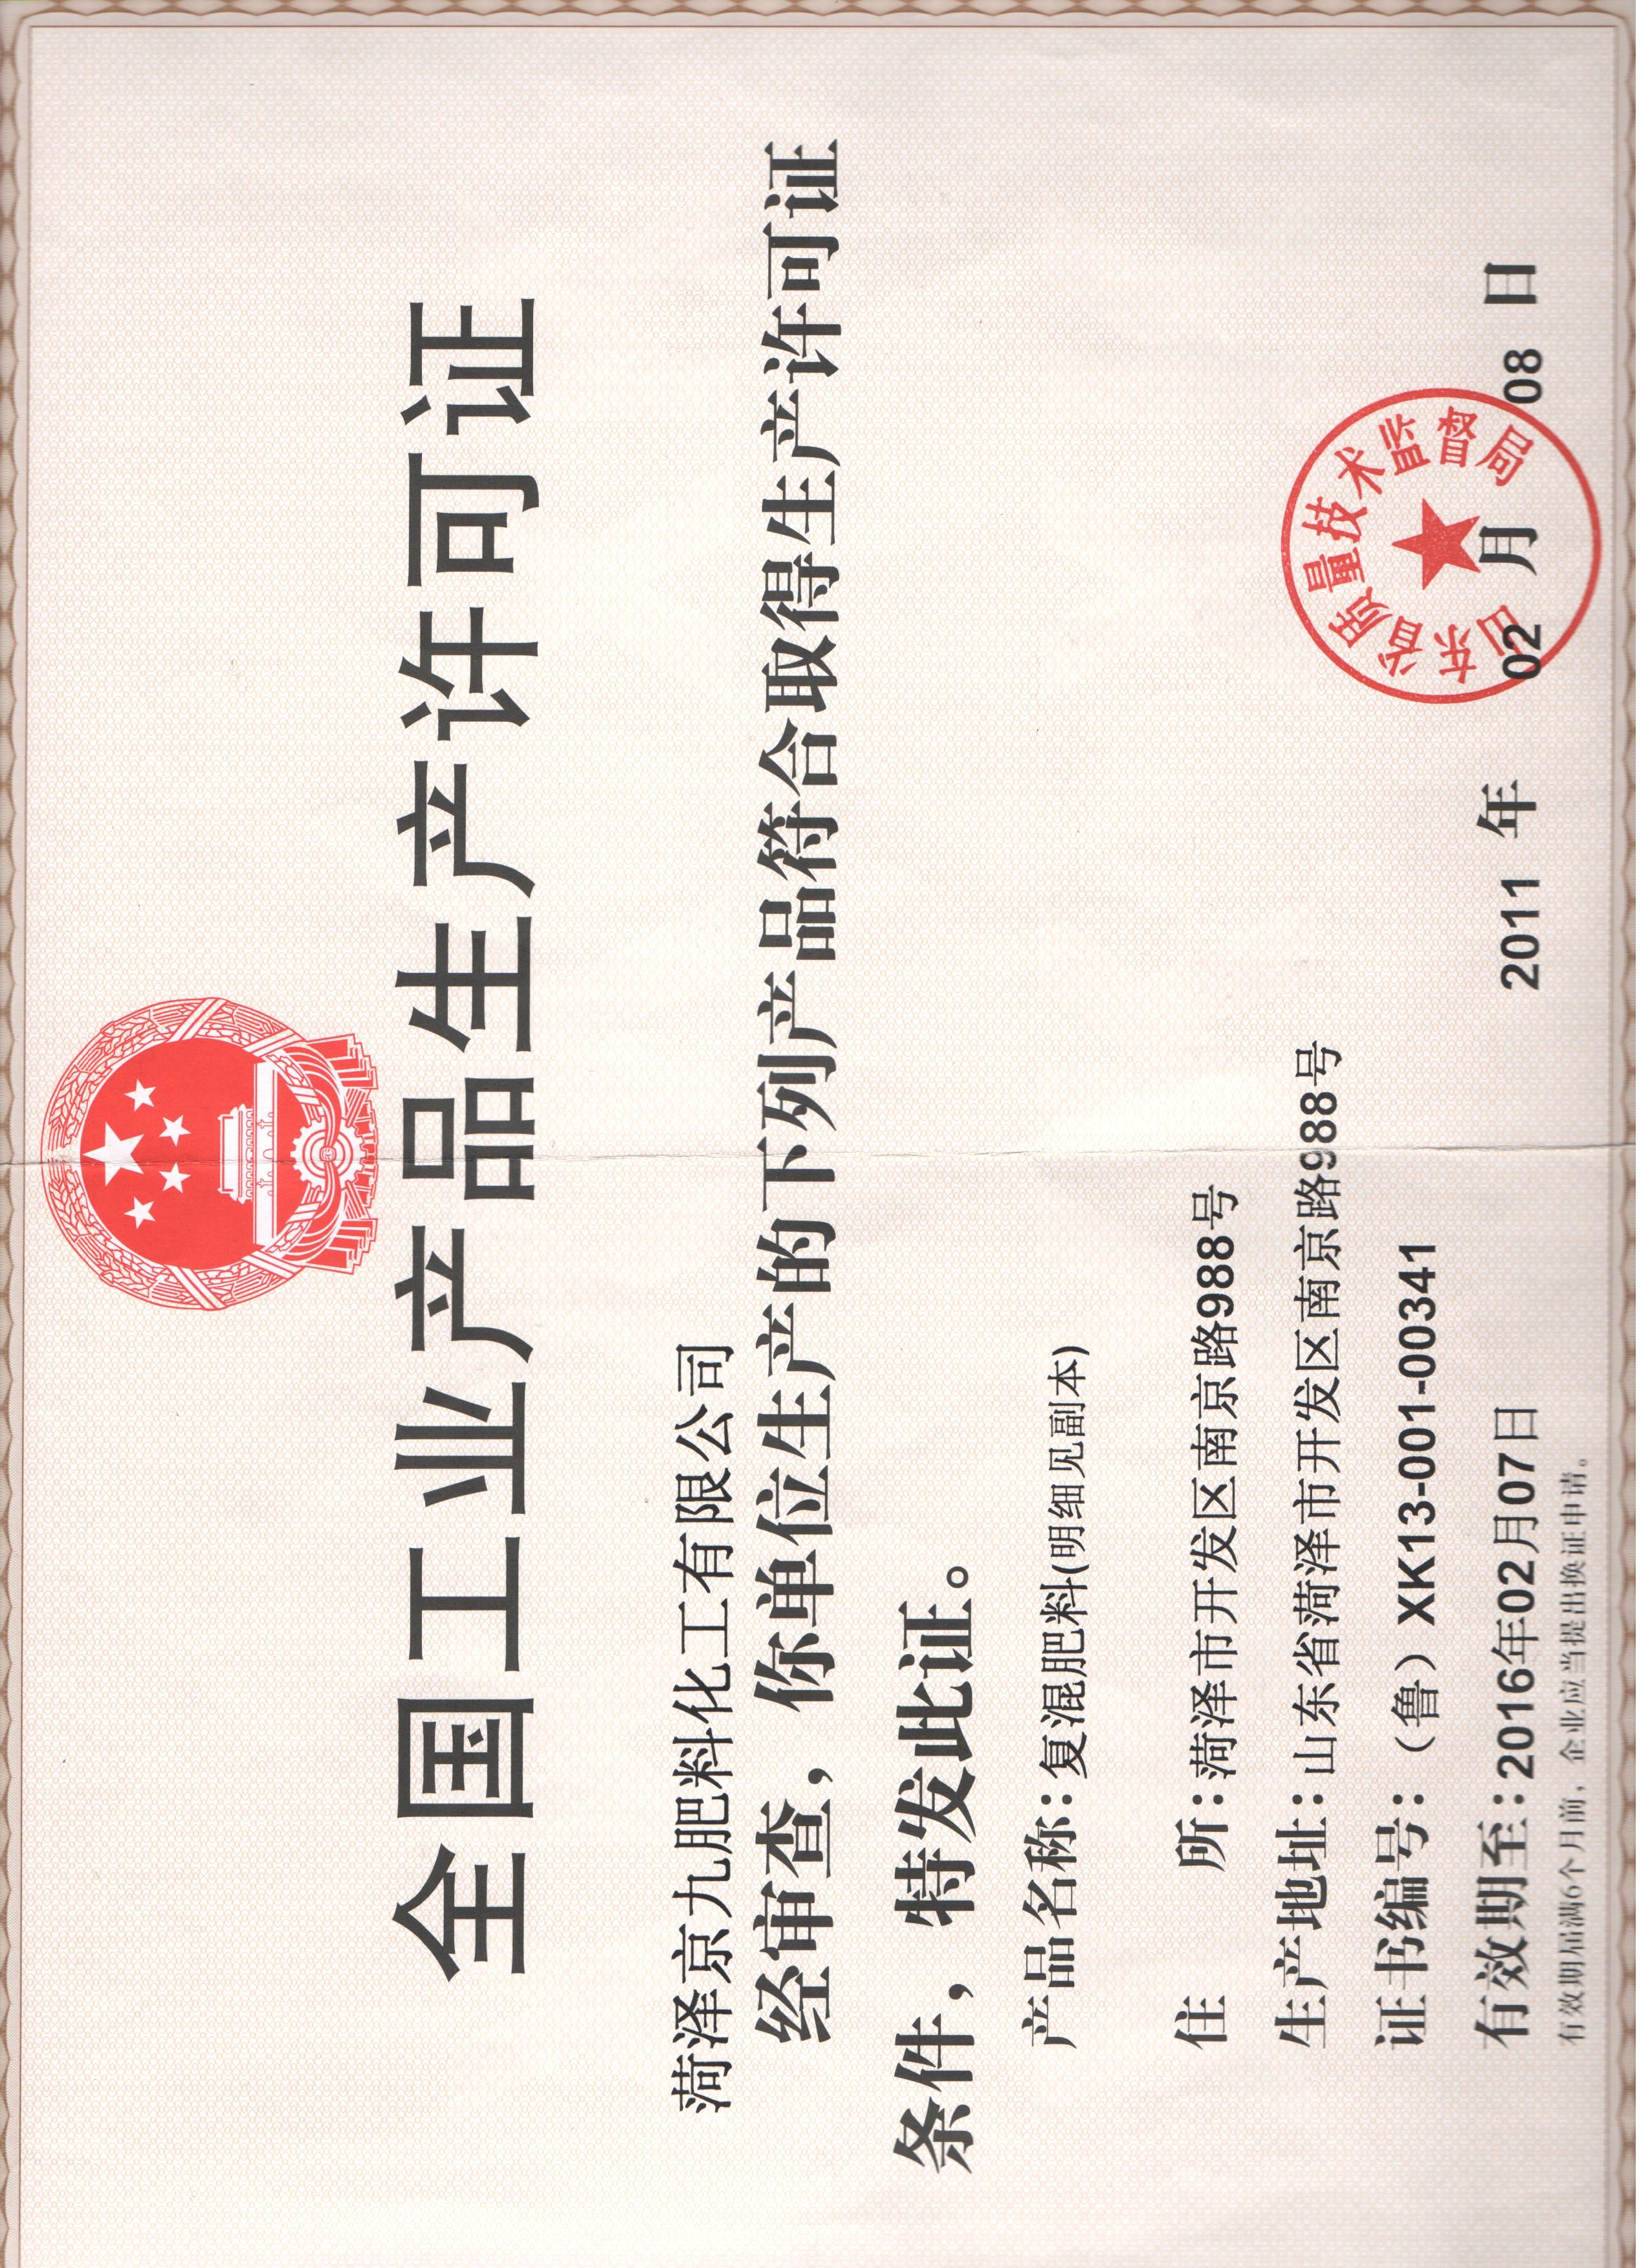 全国工业产品生产许可证
菏泽京九肥料化工有限公司
经审查，你单位生产的下列产品符合取得生产许可证
条件，特发此证。
产品名称：复混肥料(明细见副本)
住 所：菏泽市开发区南京路988号
生产地址：山东省菏泽市开发区南京路988号
证书编号：（鲁）XK13-001-00341
有效期至：2016年02月07日
有效期届满6个月前，企业应当提出换证申请。
山东省质量技术监督局
2011 年 02 月 08 日